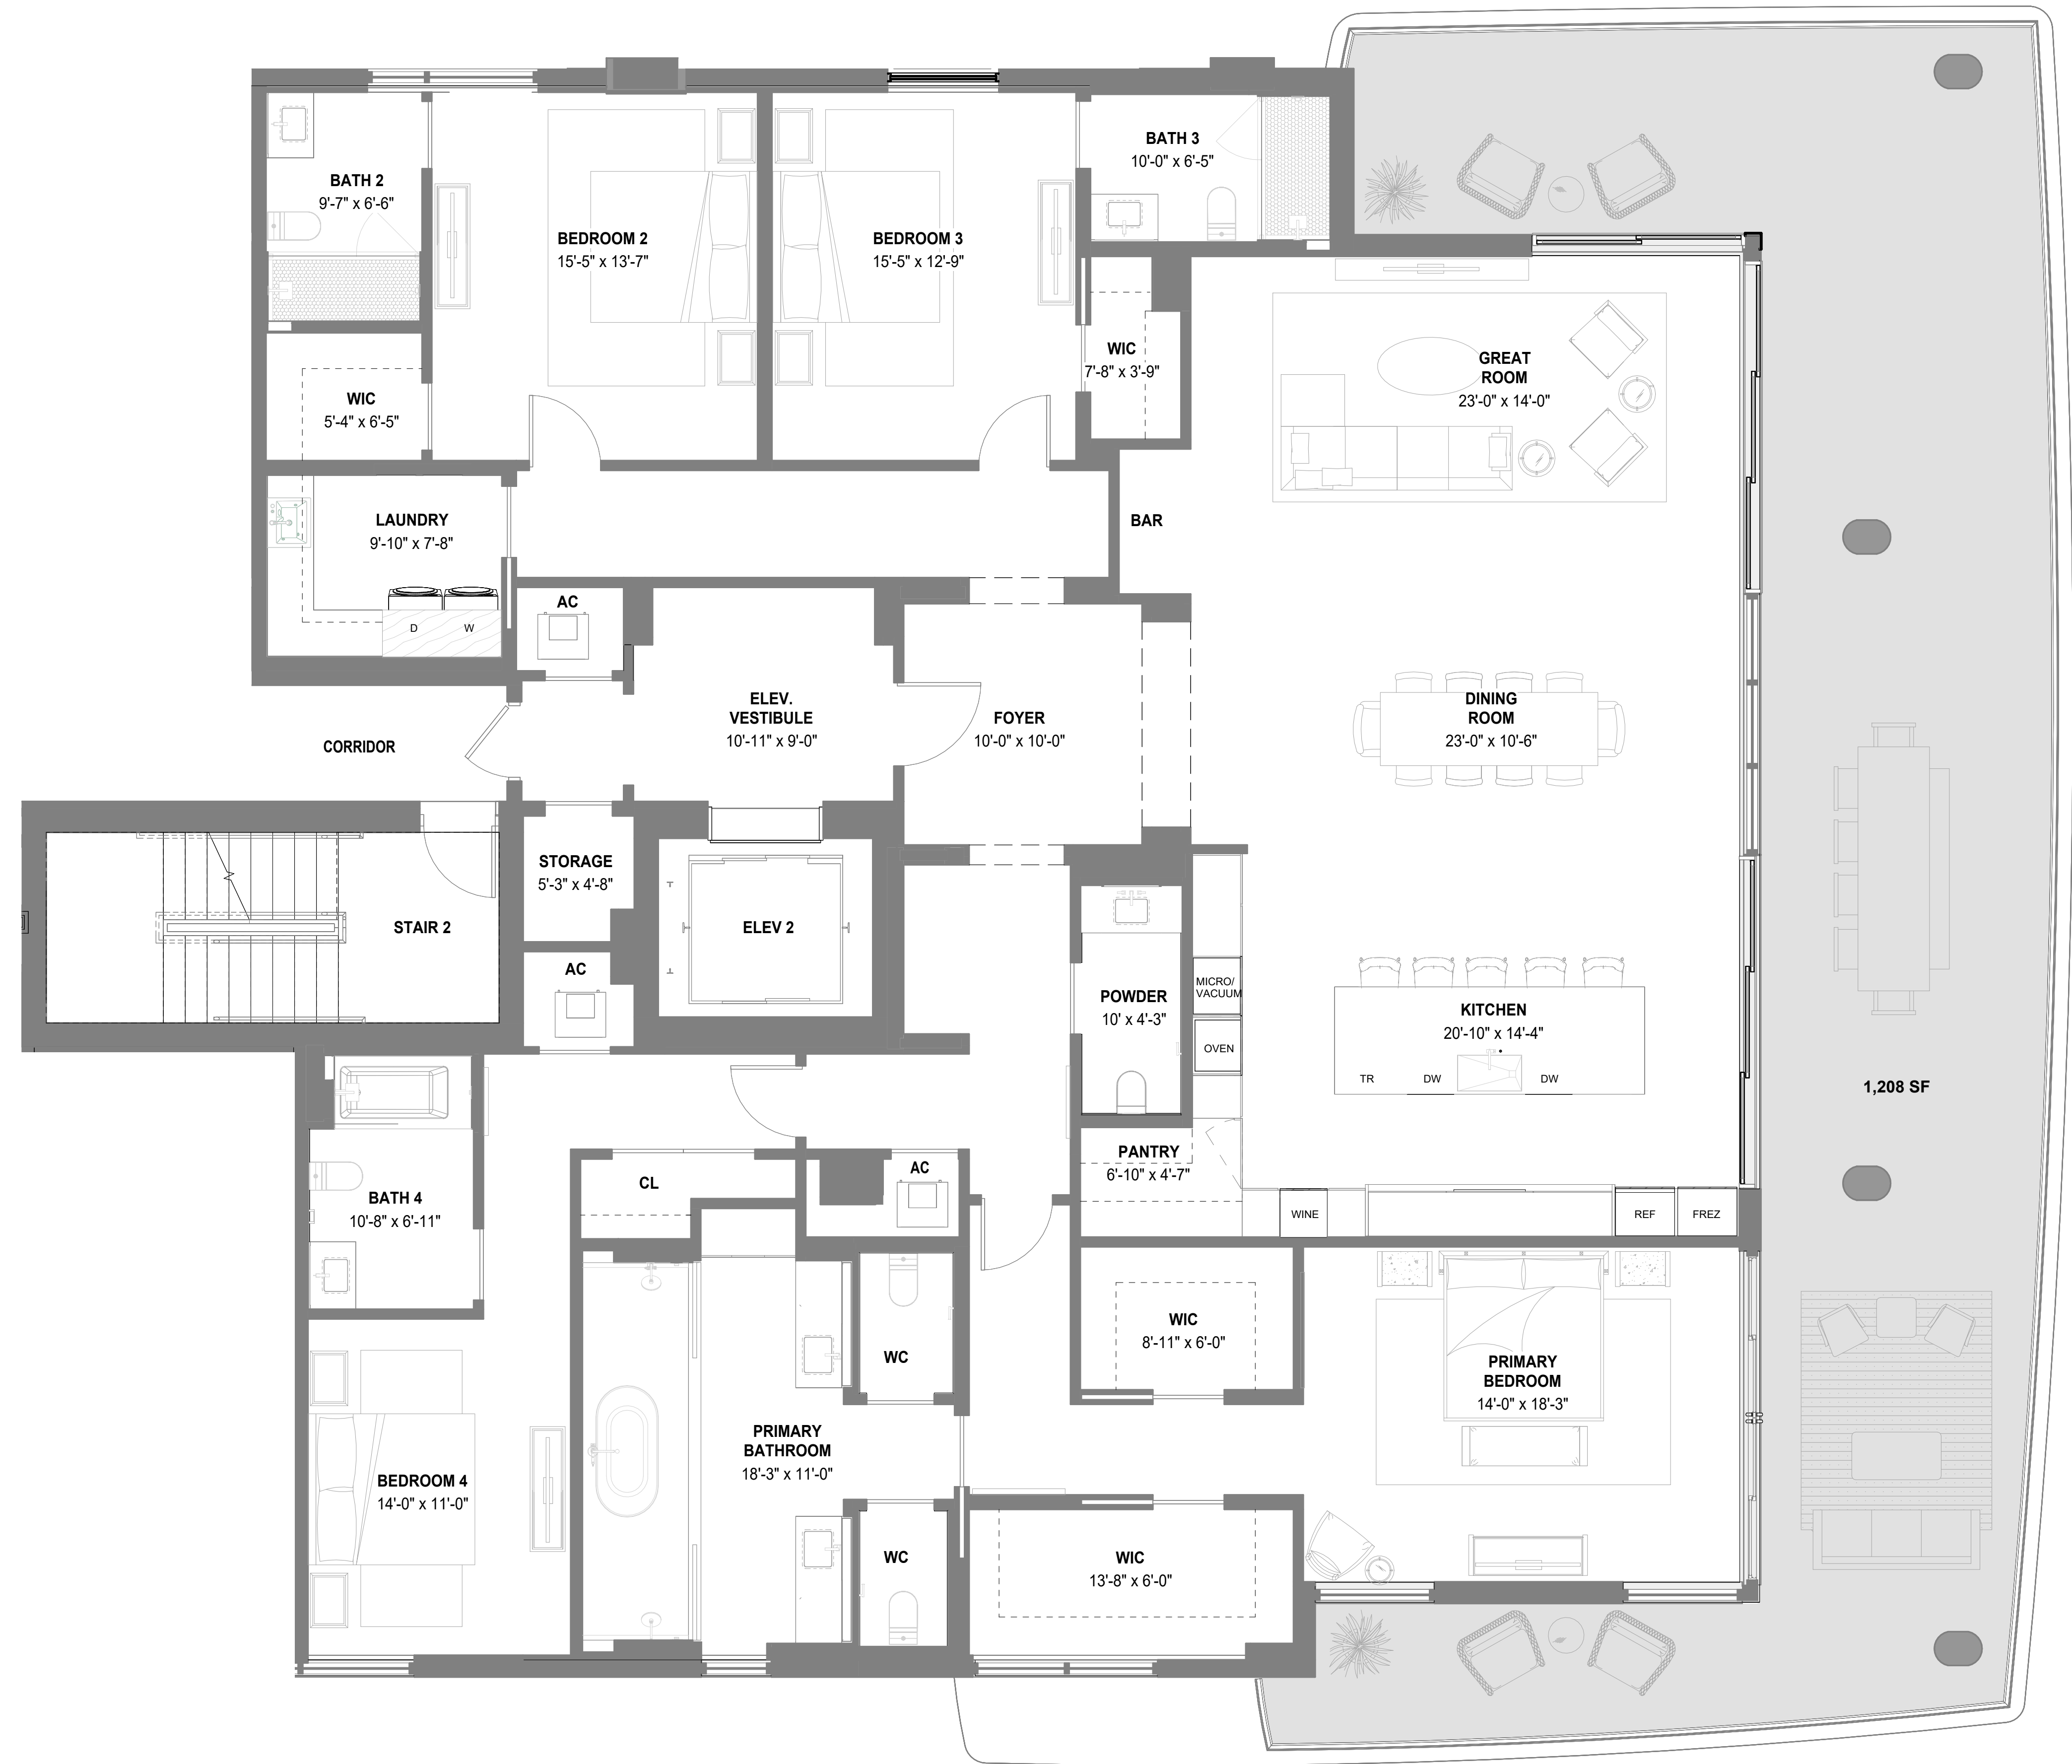 BATH 2
9'-7" x 6'-6"
BEDROOM 2
15'-5" x 13'-7"
BEDROOM 3
15'-5" x 12'-9"
BATH 3
10'-0" x 6'-5"
WIC
7'-8" x 3'-9"
GREAT
ROOM
23'-0" x 14'-0"
WIC
5'-4" x 6'-5"
LAUNDRY
9'-10" x 7'-8"
D
W
BAR
AC
ELEV.
VESTIBULE
10'-11" x 9'-0"
FOYER
10'-0" x 10'-0"
DINING
ROOM
23'-0" x 10'-6"
CORRIDOR
STORAGE
5'-3" x 4'-8"
STAIR 2
ELEV 2
AC
POWDER
10' x 4'-3"
MICRO/
VACUUM
OVEN
KITCHEN
20'-10" x 14'-4"
TR
DW
DW
1,208 SF
PANTRY
6'-10" x 4'-7"
WINE
REF
FREZ
CL
AC
BATH 4
10'-8" x 6'-11"
WC
WIC
8'-11" x 6'-0"
PRIMARY
BEDROOM
14'-0" x 18'-3"
PRIMARY
BATHROOM
18'-3" x 11'-0"
BEDROOM 4
14'-0" x 11'-0"
WC
WIC
13'-8" x 6'-0"